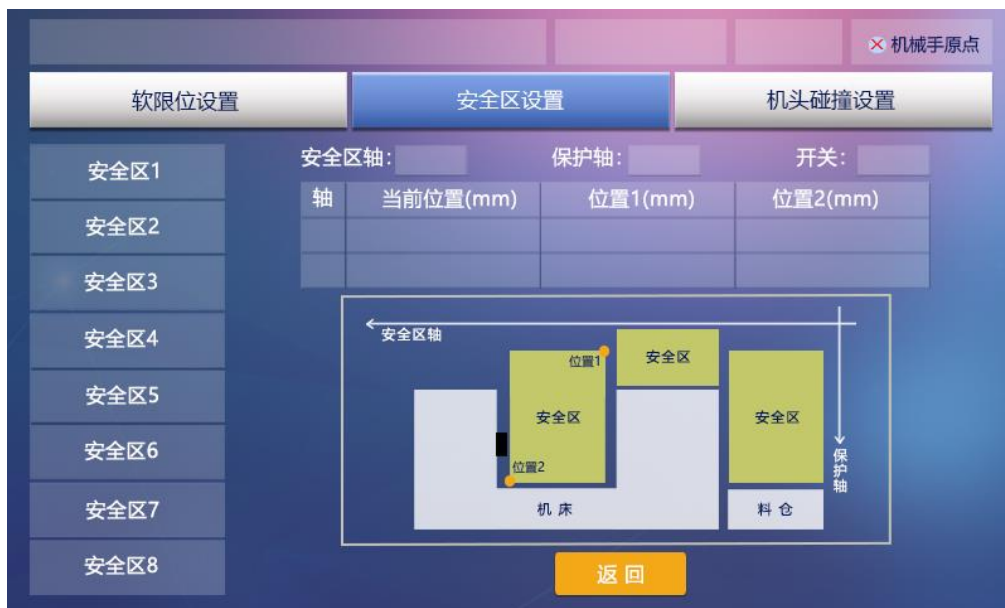 机械手原点
软限位设置 安全区设置 机头碰撞设置
安全区1
安全区2
安全区3
安全区4
安全区5
安全区6
安全区7
安全区8
安全区轴: 保护轴: 开关:
轴 当前位置(mm) 位置1(mm) 位置2(mm)
安全区轴
位置1
安全区
安全区
安全区
位置2
保护轴
机床
料仓
返回